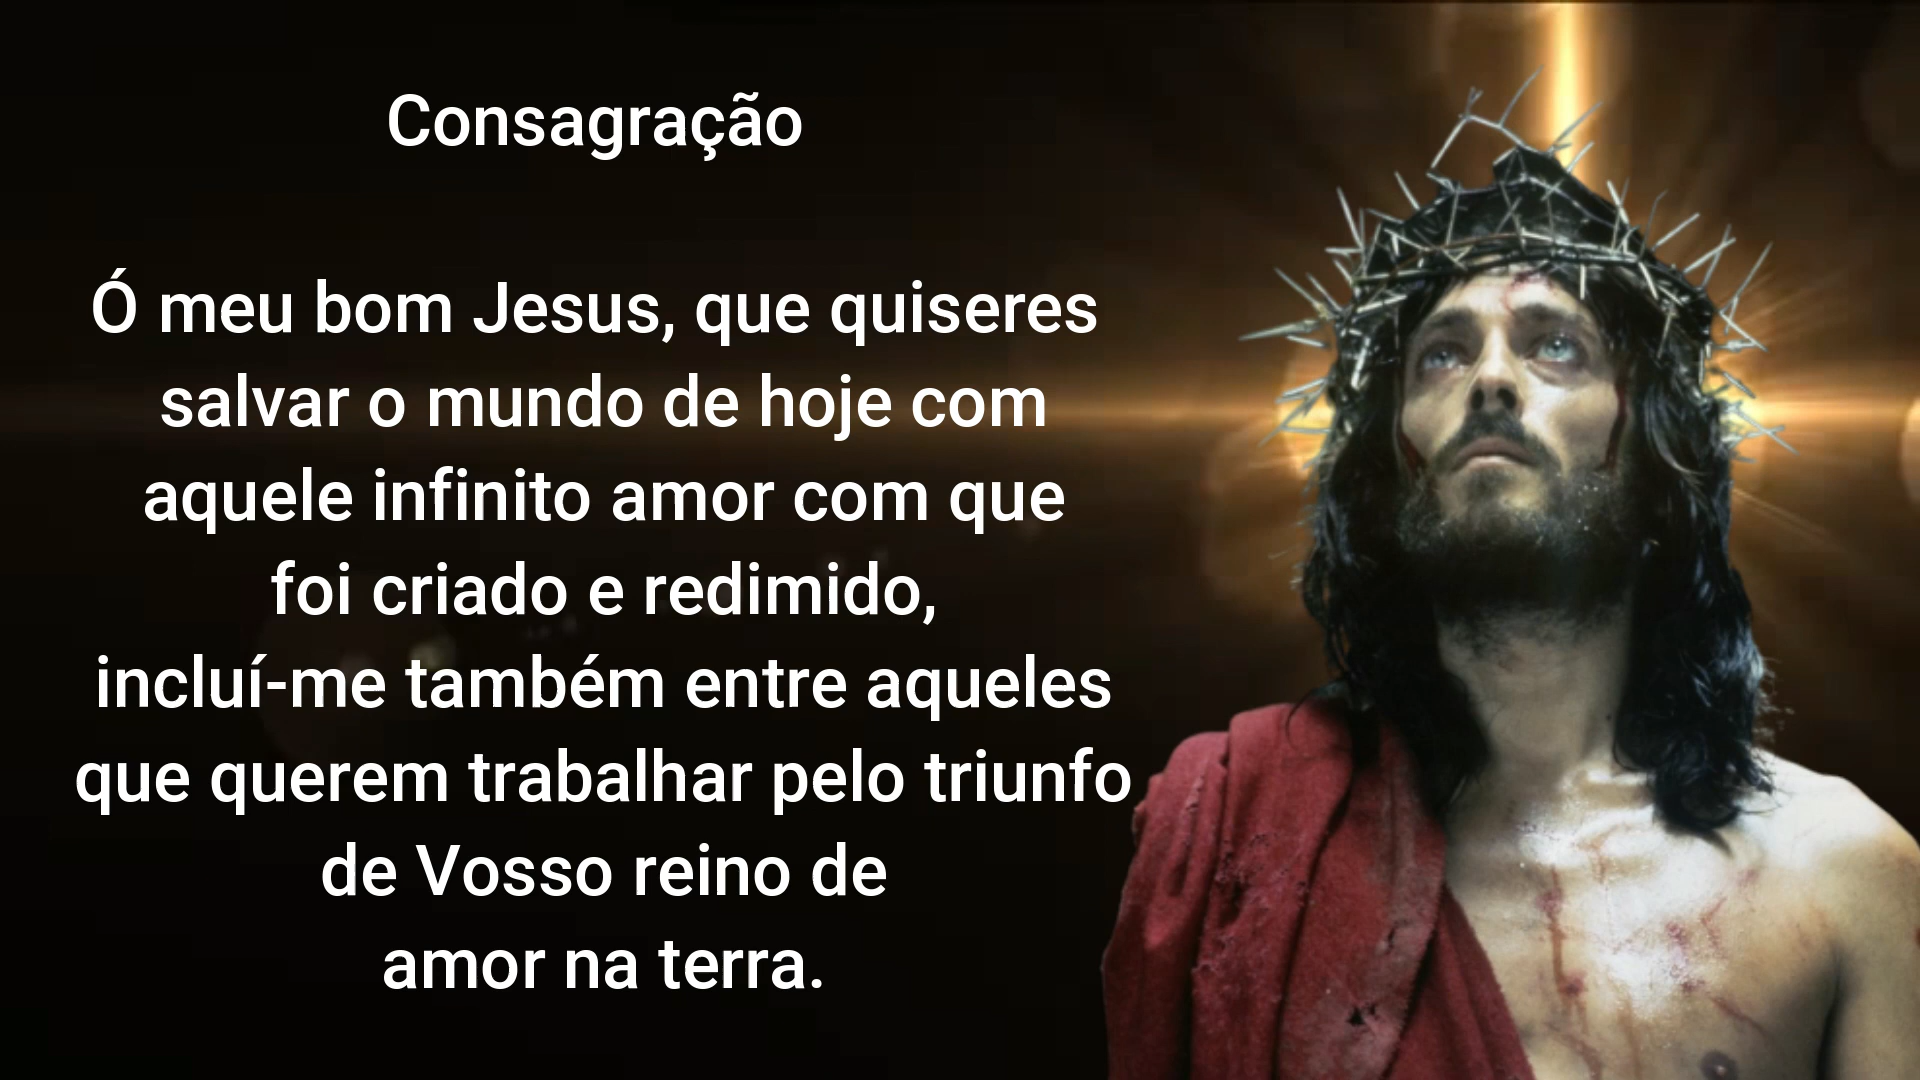 Consagração
Ó meu bom Jesus, que quiseres
salvar o mundo de hoje com
aquele infinito amor com que
foi criado e redimido,
incluí-me também entre aqueles
que querem trabalhar pelo triunfo
de Vosso reino de
amor na terra.